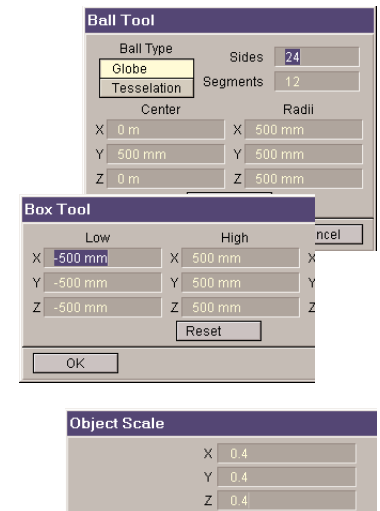 Ball Tool
Ball Type
Globe
Tesselation
Sides 24
Segments 12
Center Radii
X 0 m X 500 mm
Y 500 mm Y 500 mm
Z 0 m Z 500 mm
ncel
Box Tool
Low High
X -500 mm X 500 mm X
Y -500 mm Y 500 mm Y
Z -500 mm Z 500 mm Z
Reset
OK
Object Scale
X 0.4
Y 0.4
Z 0.4